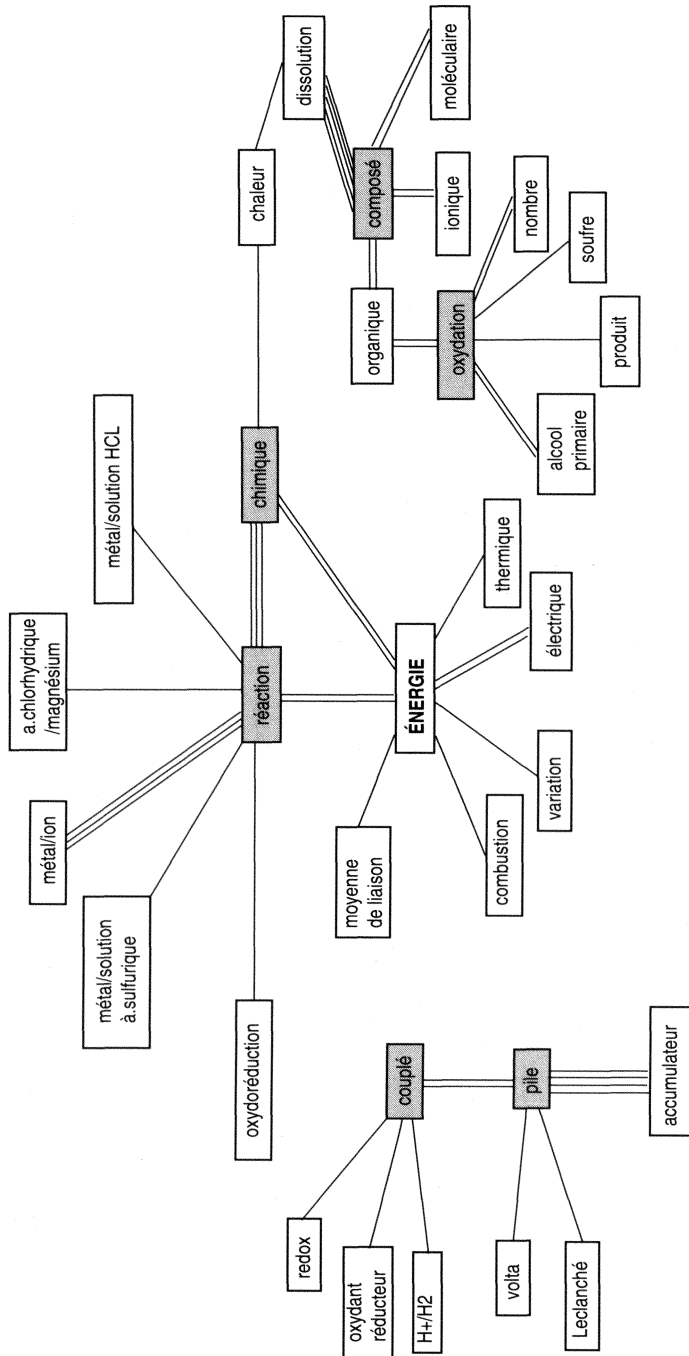 métal/ion
a.chlorhydrique
/magnésium
métal/solution HCL
métal/solution
à.sulfurique
oxydoréduction
réaction
chimique
chaleur
dissolution
redox
oxydant
réducteur
H+/H2
couplé
moyenne
de liaison
ÉNERGIE
organique
composé
moléculaire
ionique
volta
Leclanché
pile
accumulateur
combustion
variation
électrique
thermique
oxydation
nombre
alcool
primaire
produit
soufre